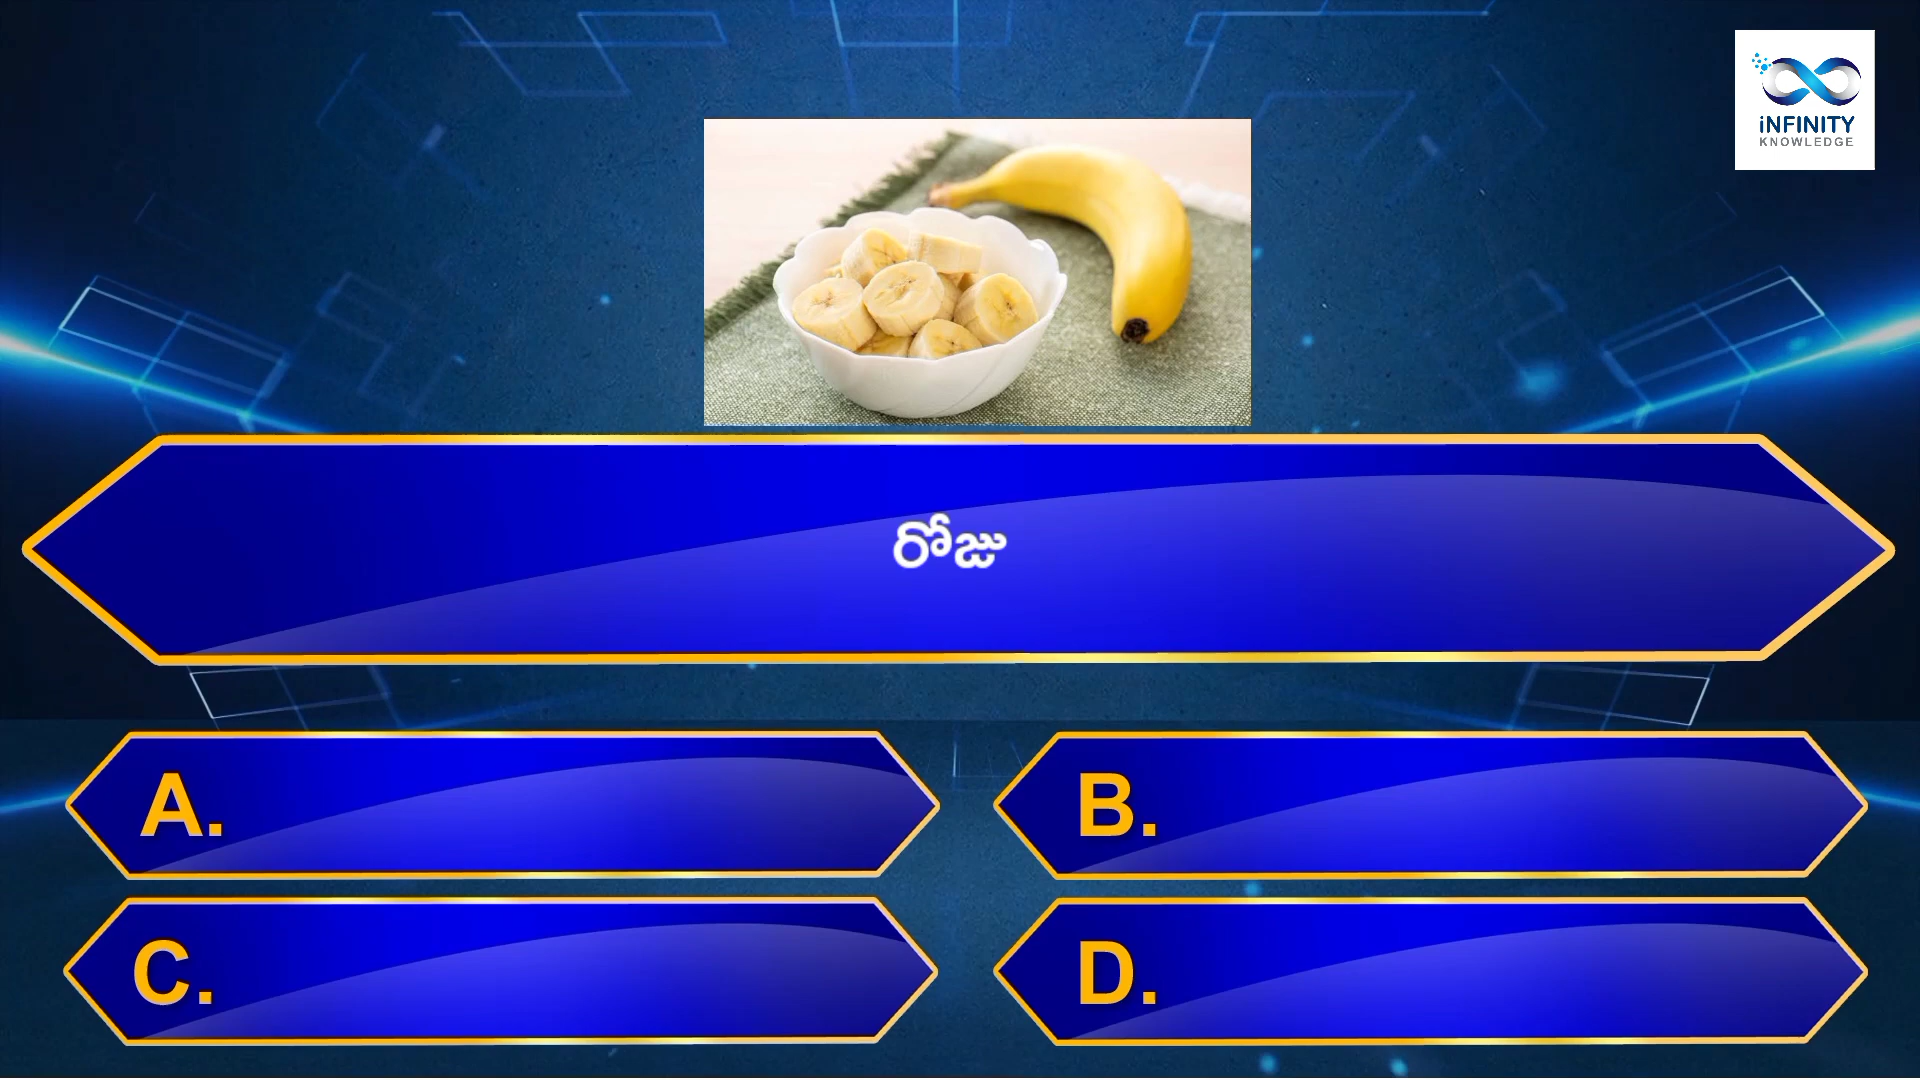 iNFINITY
KNOWLEDGE
రోజు
A.
B.
C.
D.